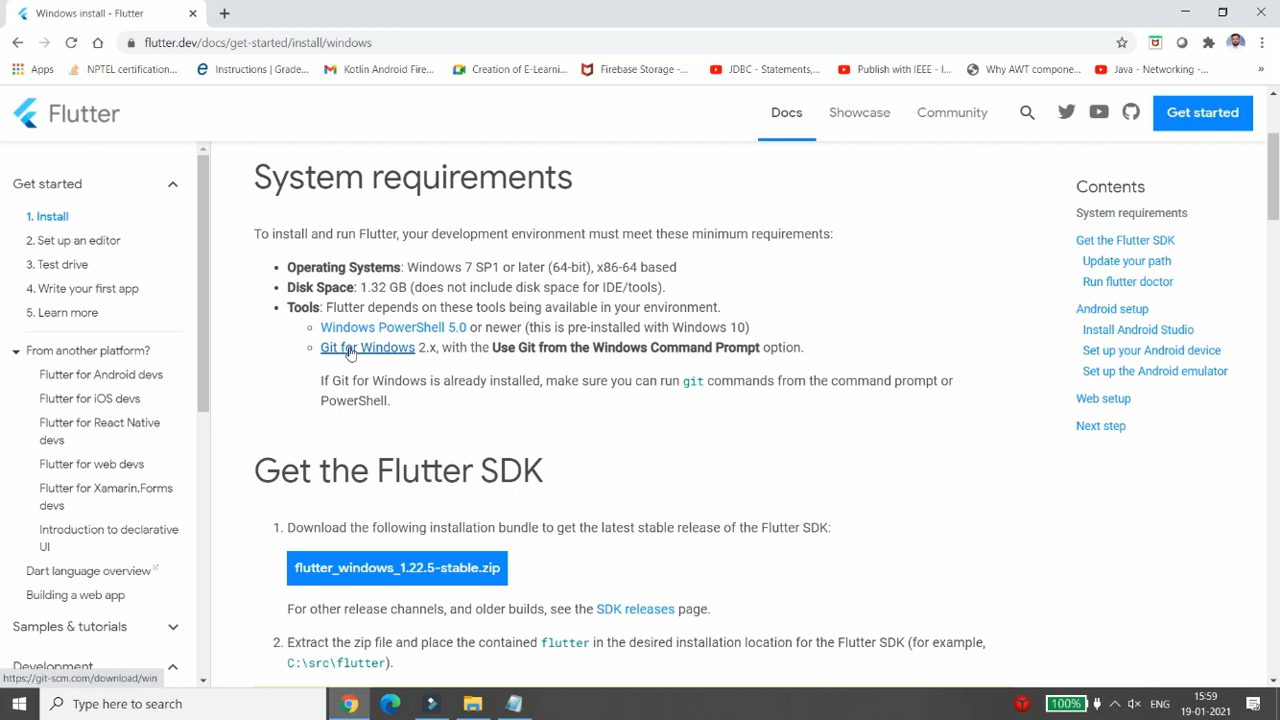 Windows install - Flutter
flutter.dev/docs/get-started/install/windows
Apps
NPTEL certification...
Instructions | Grade...
Kotlin Android Fire...
Creation of E-Learni...
Firebase Storage -...
JDBC - Statements,...
Publish with IEEE - I...
Why AWT compone...
Java - Networking -...
»
Flutter
Docs
Showcase
Community
Get started
Get started
1. Install
2. Set up an editor
3. Test drive
4. Write your first app
5. Learn more
From another platform?
Flutter for Android devs
Flutter for iOS devs
Flutter for React Native
devs
Flutter for web devs
Flutter for Xamarin.Forms
devs
Introduction to declarative
UI
Dart language overview
Building a web app
Samples & tutorials
Development
https://git-scm.com/download/win
System requirements
To install and run Flutter, your development environment must meet these minimum requirements:
• Operating Systems: Windows 7 SP1 or later (64-bit), x86-64 based
• Disk Space: 1.32 GB (does not include disk space for IDE/tools).
• Tools: Flutter depends on these tools being available in your environment.
Windows PowerShell 5.0 or newer (this is pre-installed with Windows 10)
Git for Windows 2.x, with the Use Git from the Windows Command Prompt option.
If Git for Windows is already installed, make sure you can run git commands from the command prompt or
PowerShell.
Get the Flutter SDK
1. Download the following installation bundle to get the latest stable release of the Flutter SDK:
flutter_windows_1.22.5-stable.zip
For other release channels, and older builds, see the SDK releases page.
2. Extract the zip file and place the contained flutter in the desired installation location for the Flutter SDK (for example,
C:\src\flutter).
Contents
System requirements
Get the Flutter SDK
Update your path
Run flutter doctor
Android setup
Install Android Studio
Set up your Android device
Set up the Android emulator
Web setup
Next step
Type here to search
100%
ENG
15:59
19-01-2021